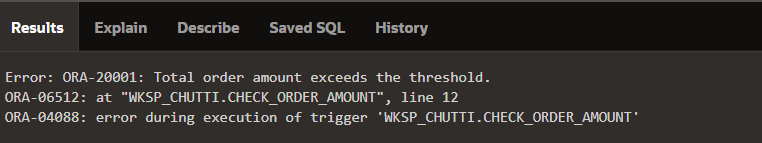 Results Explain Describe Saved SQL History
Error: ORA-20001: Total order amount exceeds the threshold.
ORA-06512: at "WKSP_CHUTTI.CHECK_ORDER_AMOUNT", line 12
ORA-04088: error during execution of trigger 'WKSP_CHUTTI.CHECK_ORDER_AMOUNT'